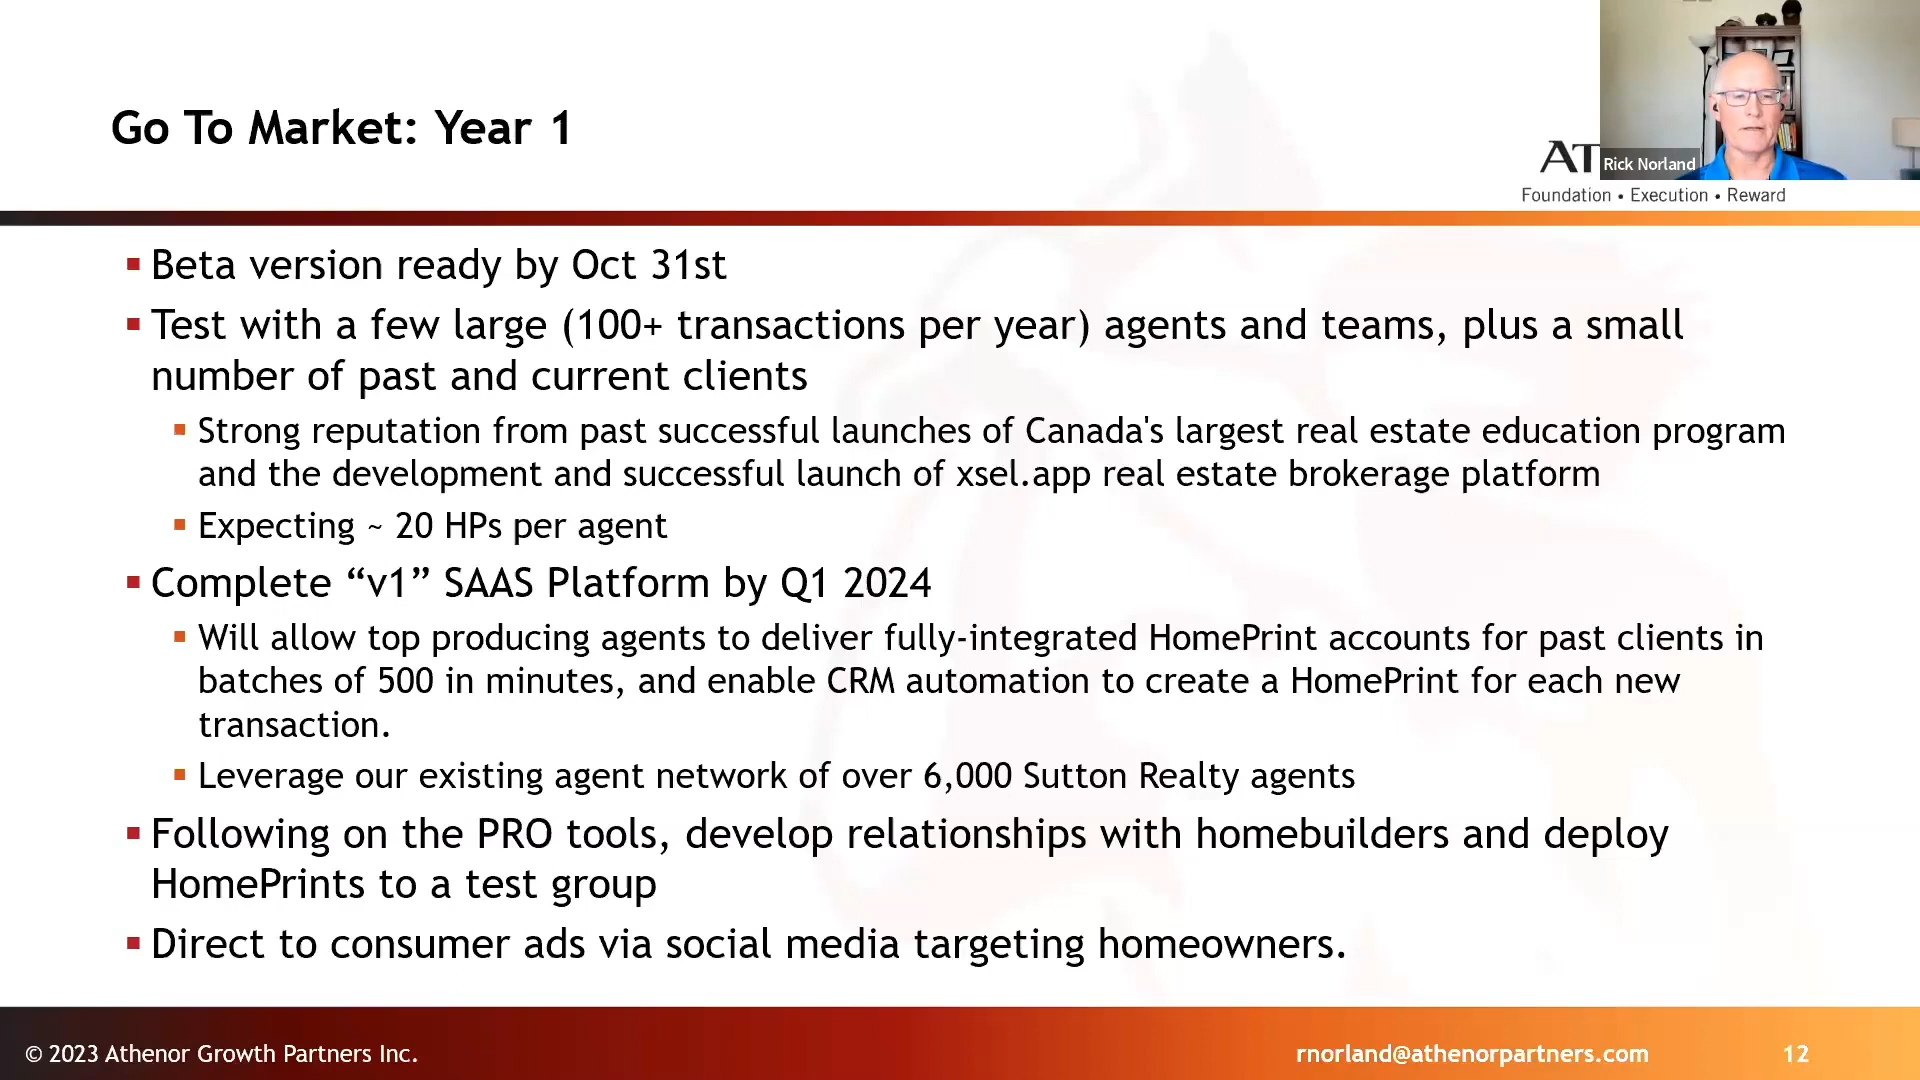 Go To Market: Year 1
AT
Rick Norland
Foundation • Execution • Reward
Beta version ready by Oct 31st
Test with a few large (100+ transactions per year) agents and teams, plus a small
number of past and current clients
Strong reputation from past successful launches of Canada's largest real estate education program
and the development and successful launch of xsel.app real estate brokerage platform
Expecting ~ 20 HPs per agent
Complete “v1” SAAS Platform by Q1 2024
Will allow top producing agents to deliver fully-integrated HomePrint accounts for past clients in
batches of 500 in minutes, and enable CRM automation to create a HomePrint for each new
transaction.
Leverage our existing agent network of over 6,000 Sutton Realty agents
Following on the PRO tools, develop relationships with homebuilders and deploy
HomePrints to a test group
Direct to consumer ads via social media targeting homeowners.
© 2023 Athenor Growth Partners Inc.
rnorland@athenorpartners.com
12